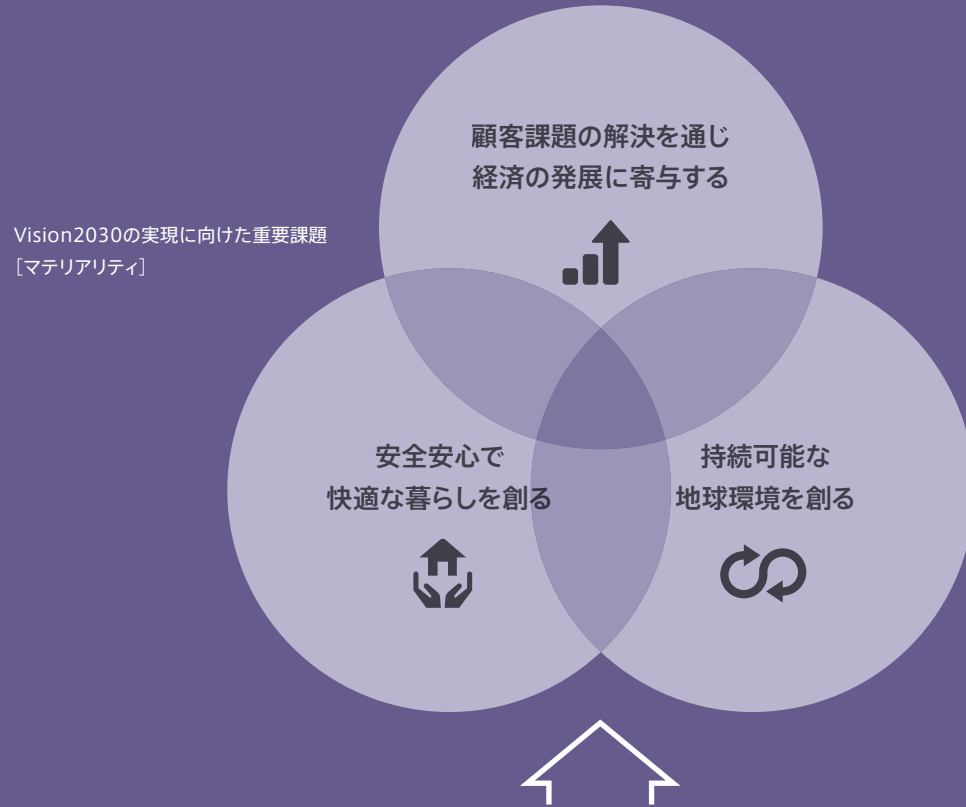 Vision2030の実現に向けた重要課題
［マテリアリティ］
顧客課題の解決を通じ
経済の発展に寄与する
安全安心で
快適な暮らしを創る
持続可能な
地球環境を創る